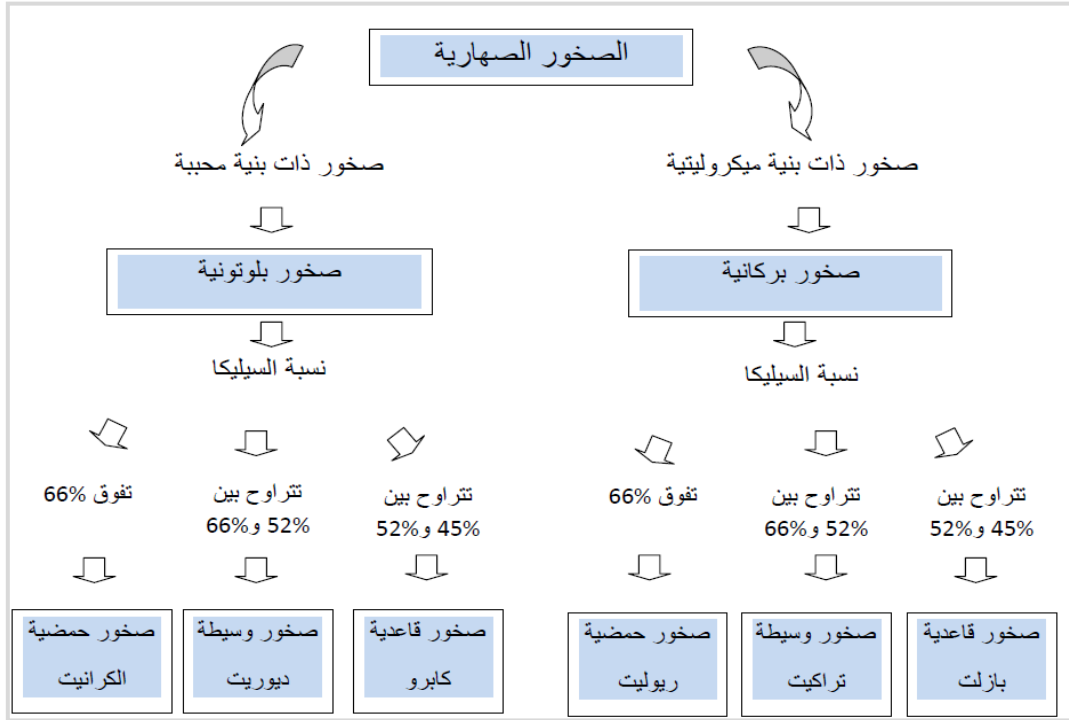 الصخور الصهارية
صخور ذات بنية ميكروليتية
صخور ذات بنية محببة
صخور بركانية
صخور بلوتونية
نسبة السيليكا
نسبة السيليكا
تتراوح بين
45% و52%
تتراوح بين
52% و66%
تفوق 66%
تتراوح بين
45% و52%
تتراوح بين
52% و66%
تفوق 66%
صخور قاعدية
بازلت
صخور وسيطة
تراكيت
صخور حمضية
ريوليت
صخور قاعدية
كابرو
صخور وسيطة
ديوريت
صخور حمضية
الكرانيت